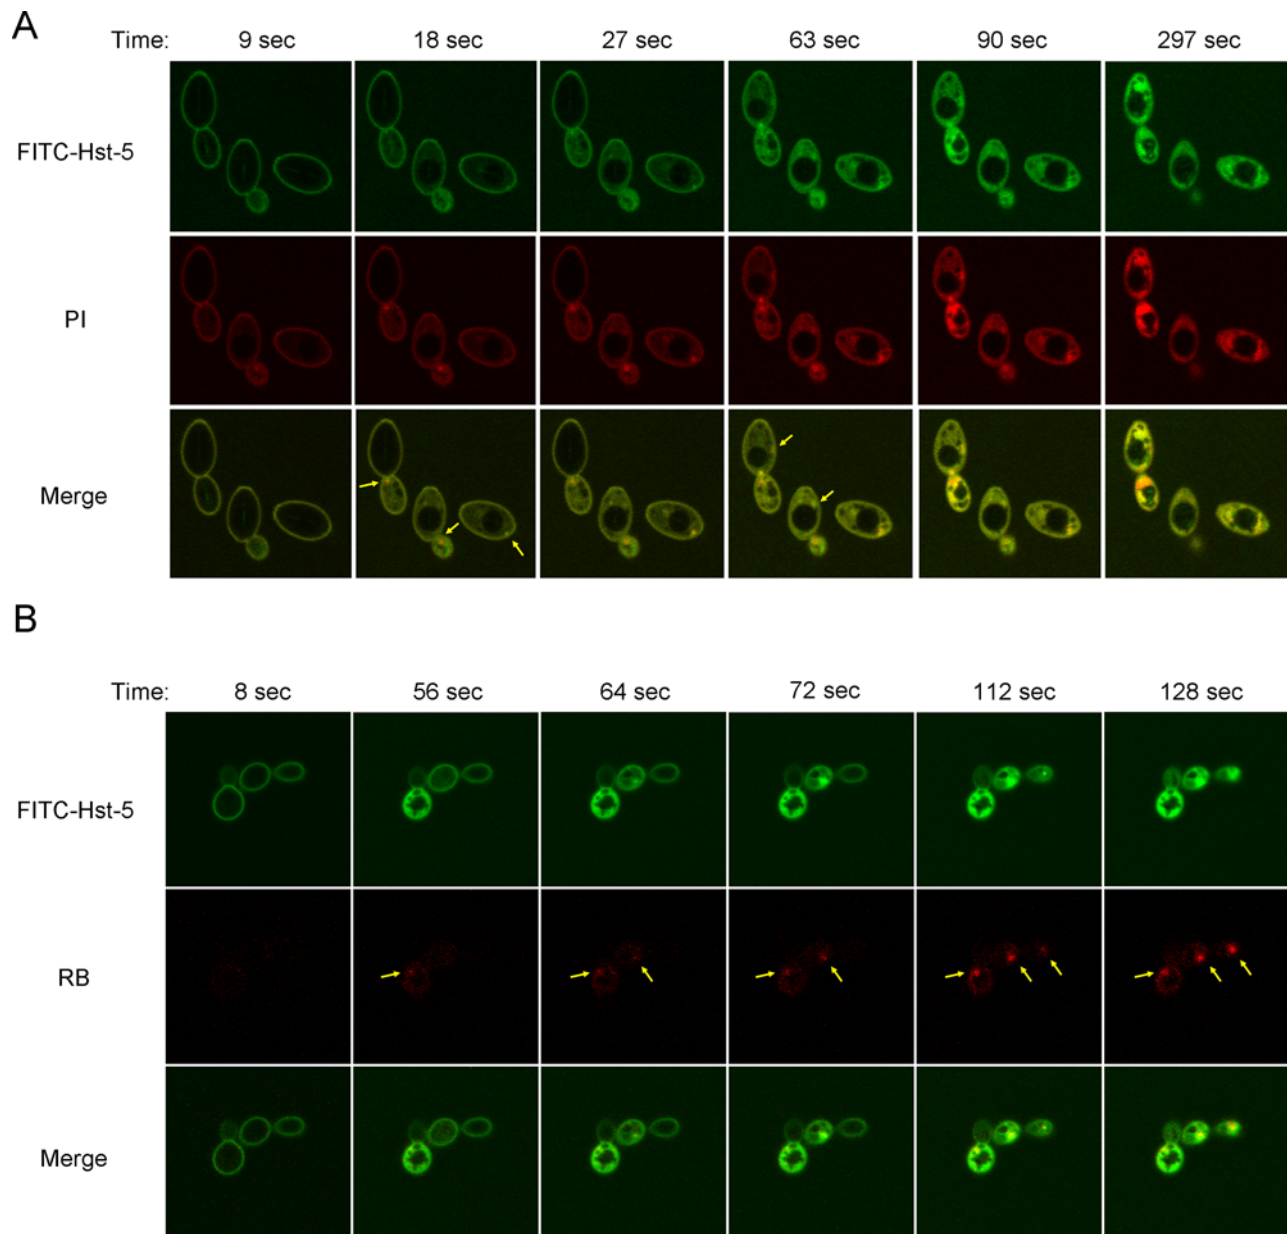 A
Time: 9 sec 18 sec 27 sec 63 sec 90 sec 297 sec
FITC-Hst-5
PI
Merge
B
Time: 8 sec 56 sec 64 sec 72 sec 112 sec 128 sec
FITC-Hst-5
RB
Merge